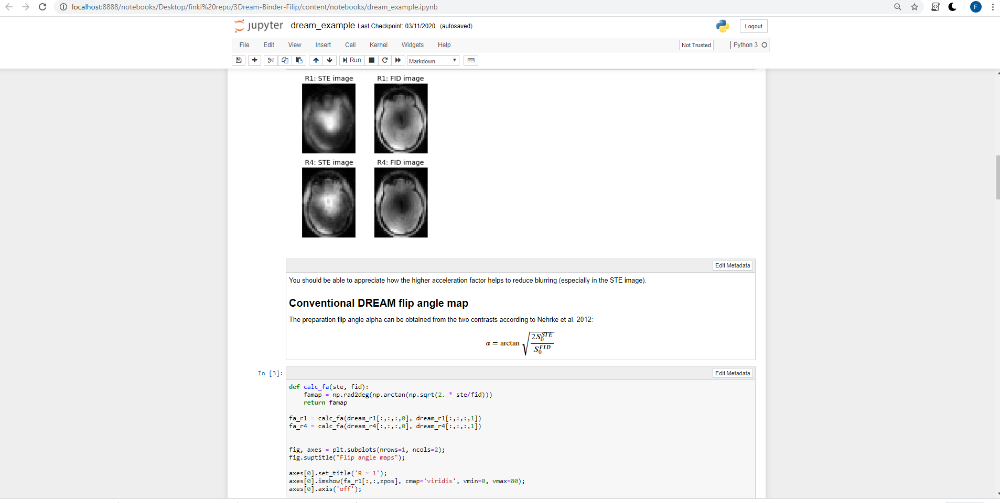 localhost:8888/notebooks/Desktop/finki%20repo/3Dream-Binder-Filip/content/notebooks/dream_example.ipynb
F
jupyter dream_example Last Checkpoint: 03/11/2020 (autosaved)
Logout
File Edit View Insert Cell Kernel Widgets Help
Not Trusted
Python 3
Run
Markdown
R1: STE image R1: FID image
R4: STE image R4: FID image
Edit Metadata
You should be able to appreciate how the higher acceleration factor helps to reduce blurring (especially in the STE image).
Conventional DREAM flip angle map
The preparation flip angle alpha can be obtained from the two contrasts according to Nehrke et al. 2012:
α = arctan √(2S₀^STE / S₀^FID)
In [3]:
Edit Metadata
def calc_fa(ste, fid):
    famap = np.rad2deg(np.arctan(np.sqrt(2. * ste/fid)))
    return famap
fa_r1 = calc_fa(dream_r1[:,:,:,0], dream_r1[:,:,:,1])
fa_r4 = calc_fa(dream_r4[:,:,:,0], dream_r4[:,:,:,1])
fig, axes = plt.subplots(nrows=1, ncols=2);
fig.suptitle("Flip angle maps");
axes[0].set_title('R = 1');
axes[0].imshow(fa_r1[:,:,zpos], cmap='viridis', vmin=0, vmax=80);
axes[0].axis('off');